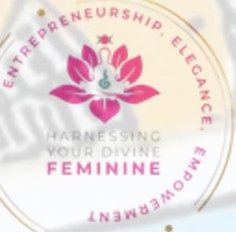 ENTREPRENEURSHIP, ELEGANCE, EMPOWERMENT
HARNESSING
YOUR DIVINE
FEMININE